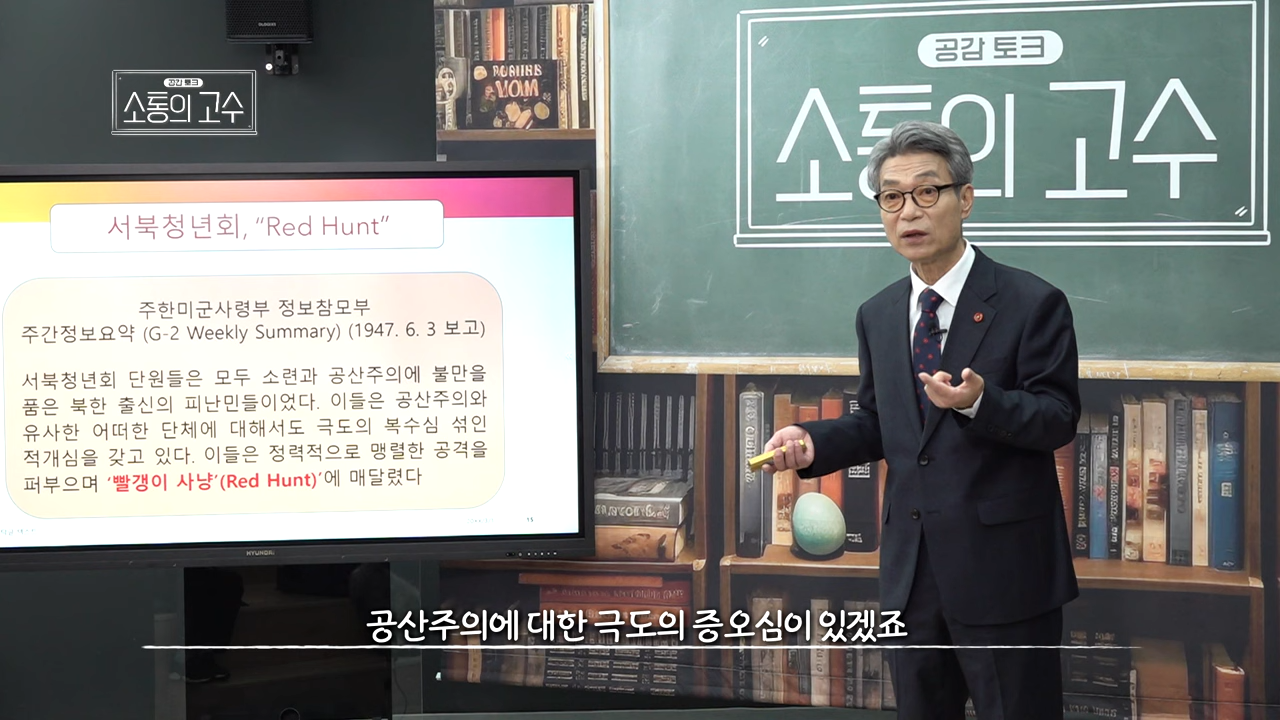 공감 토크
소통의 고수
공감 토크
소통의 고수
서북청년회, “Red Hunt”
주한미군사령부 정보참모부
주간정보요약 (G-2 Weekly Summary) (1947. 6. 3 보고)
서북청년회 단원들은 모두 소련과 공산주의에 불만을
품은 북한 출신의 피난민들이었다. 이들은 공산주의와
유사한 어떠한 단체에 대해서도 극도의 복수심 섞인
적개심을 갖고 있다. 이들은 정력적으로 맹렬한 공격을
퍼부으며 ‘빨갱이 사냥’(Red Hunt)’에 매달렸다
HYUNDAI
공산주의에 대한 극도의 증오심이 있겠죠